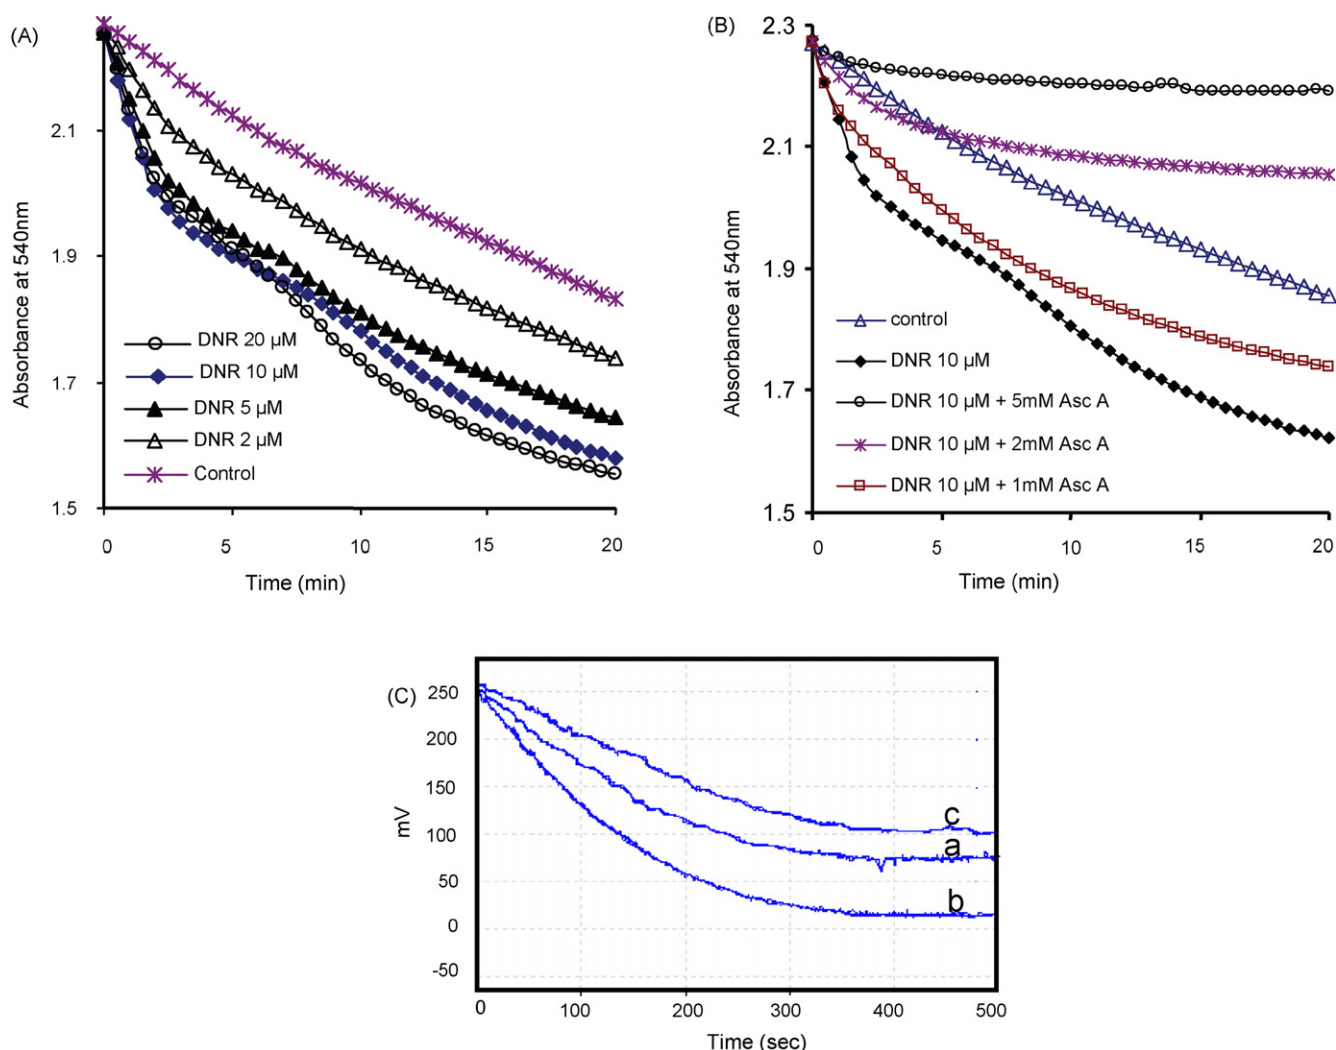 (A)
2.1
1.9
1.7
1.5
Absorbance at 540nm
DNR 20 µM
DNR 10 µM
DNR 5 µM
DNR 2 µM
Control
0 5 10 15 20
Time (min)
(B)
2.3
2.1
1.9
1.7
1.5
Absorbance at 540nm
control
DNR 10 µM
DNR 10 µM + 5mM Asc A
DNR 10 µM + 2mM Asc A
DNR 10 µM + 1mM Asc A
0 5 10 15 20
Time (min)
(C)
250
200
150
100
50
0
-50
mV
c
a
b
0 100 200 300 400 500
Time (sec)